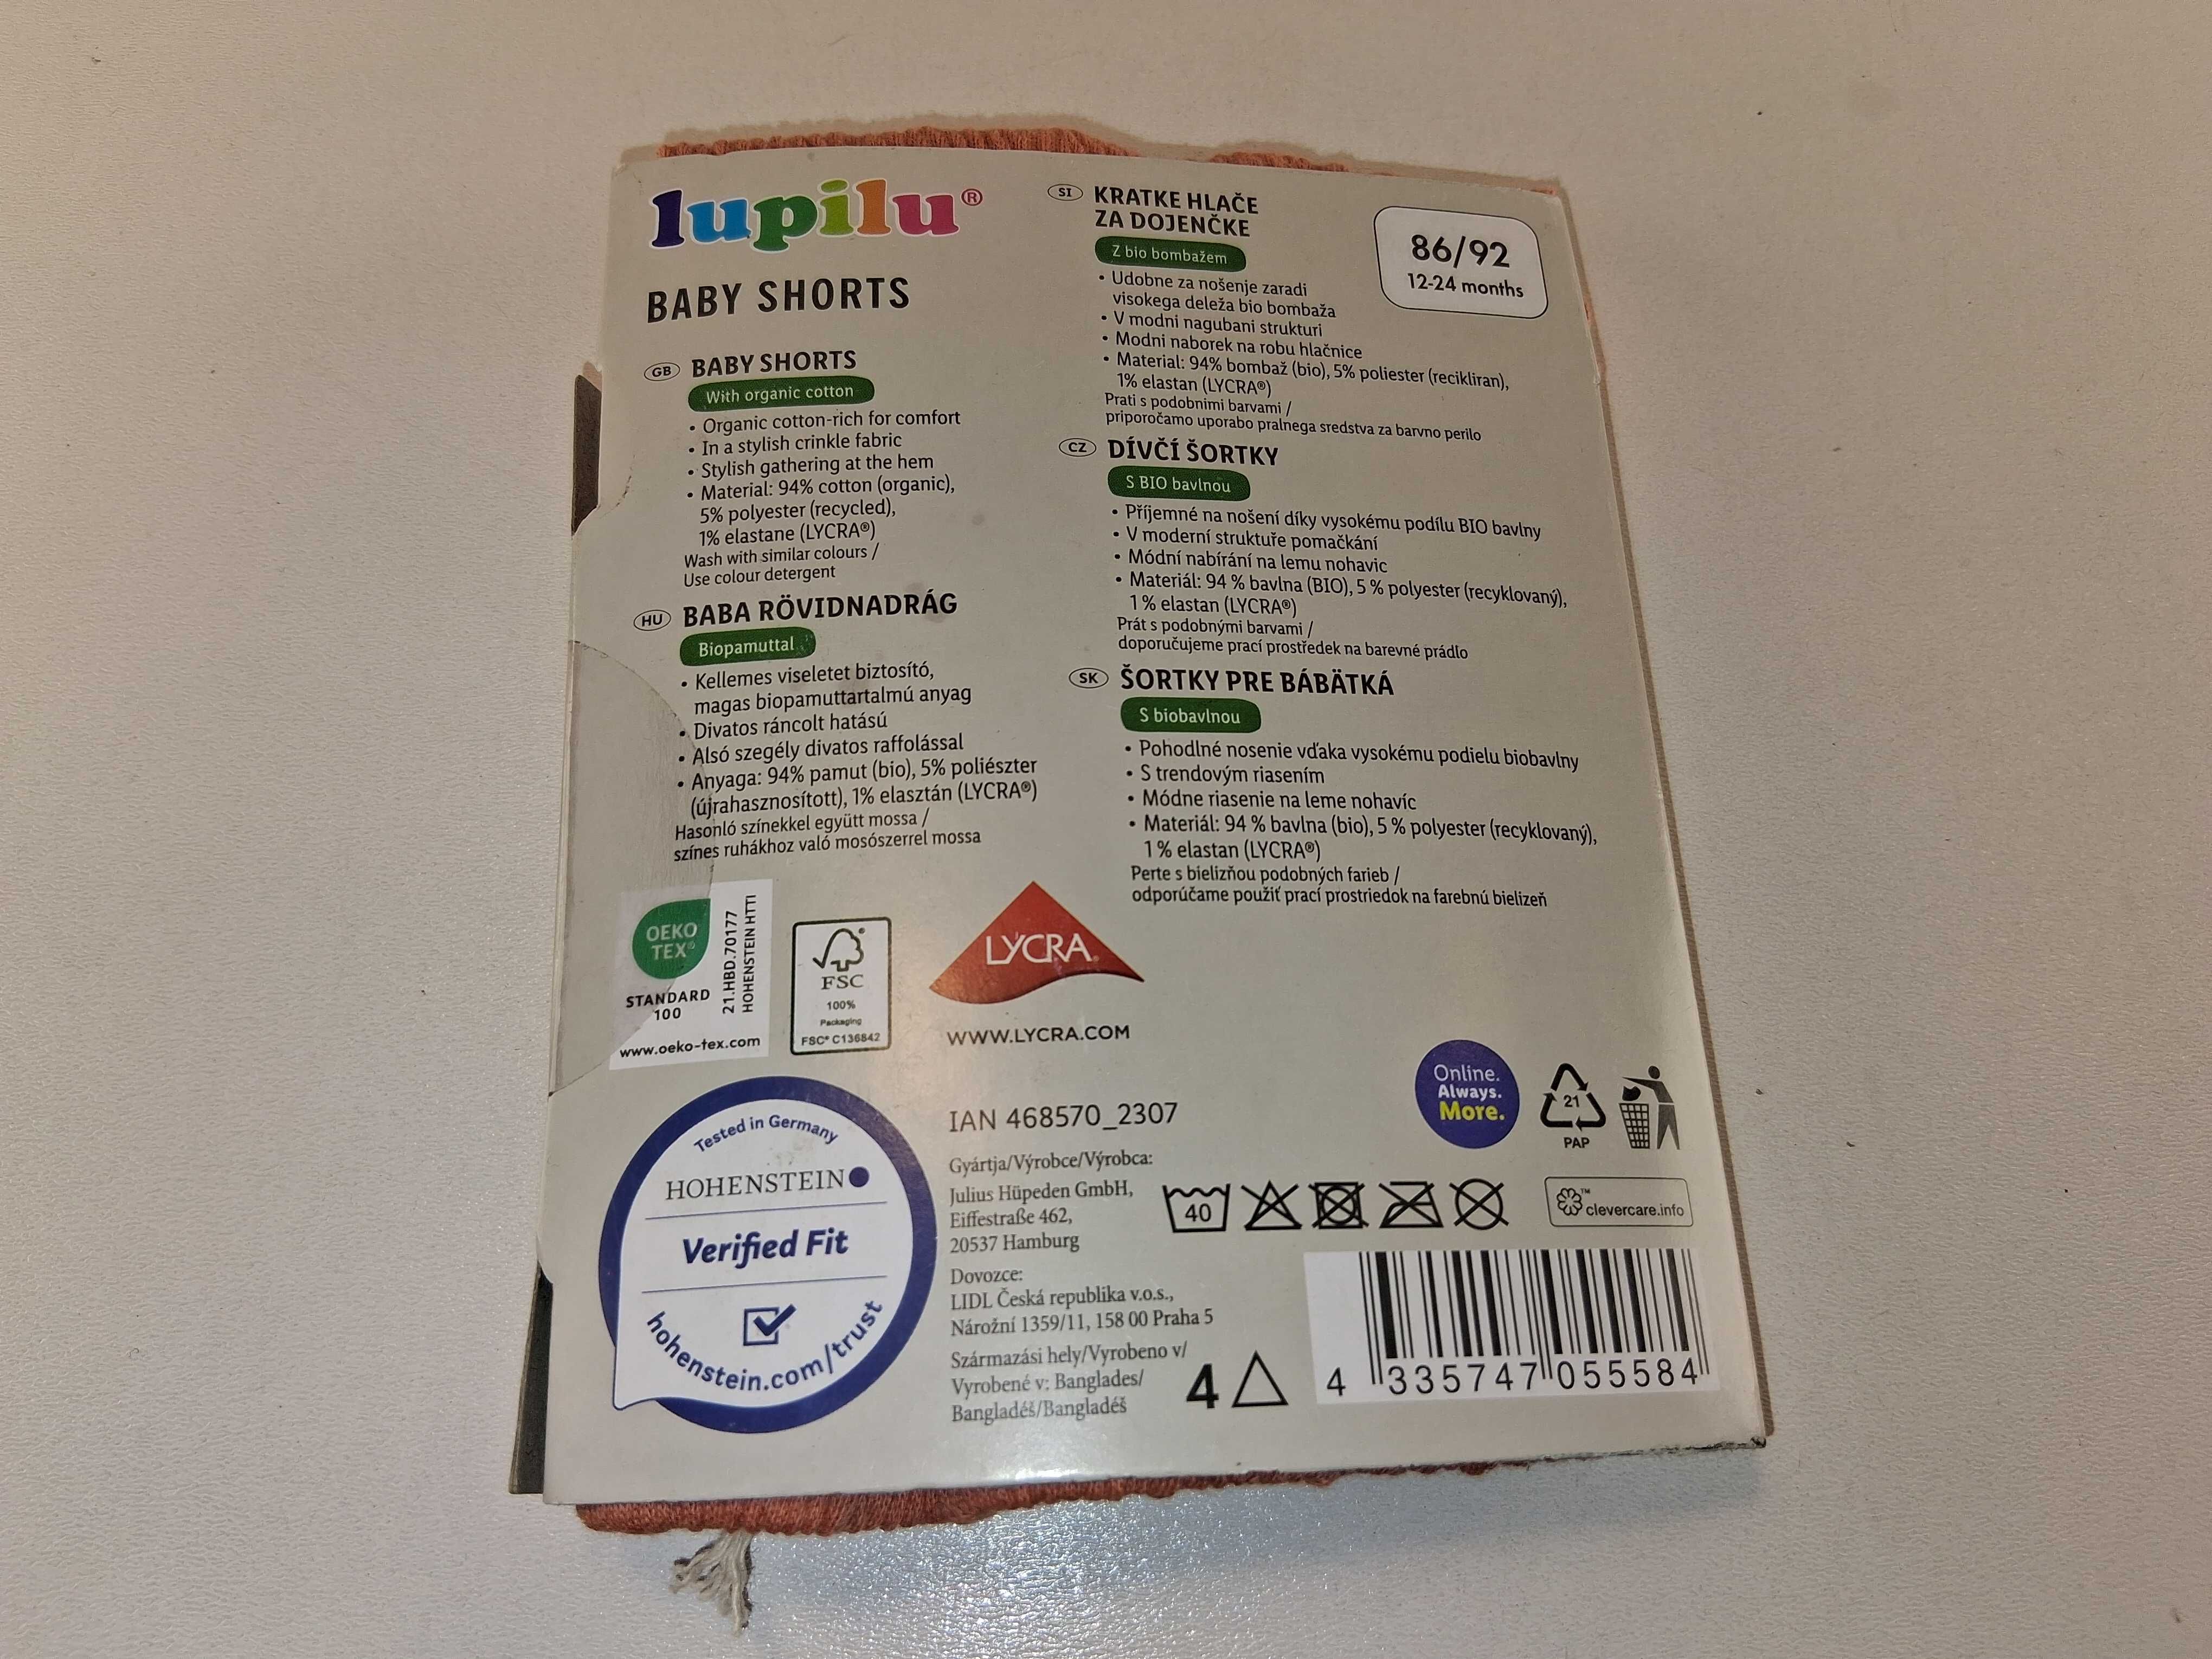 lupilu®
BABY SHORTS
GB BABY SHORTS
With organic cotton
• Organic cotton-rich for comfort
• In a stylish crinkle fabric
• Stylish gathering at the hem
• Material: 94% cotton (organic),
5% polyester (recycled),
1% elastane (LYCRA®)
Wash with similar colours /
Use colour detergent
HU BABA RÖVIDNADRÁG
Biopamuttal
• Kellemes viseletet biztosító,
magas biopamuttartalmú anyag
• Divatos ráncolt hatású
• Alsó szegély divatos raffolással
• Anyaga: 94% pamut (bio), 5% poliészter
(újrahasznosított), 1% elasztán (LYCRA®)
Hasonló színekkel együtt mossa /
színes ruhákhoz való mosószerrel mossa
SI KRATKE HLAČE
ZA DOJENČKE
Z bio bombažem
• Udobne za nošenje zaradi
visokega deleža bio bombaža
• V modni nagubani strukturi
• Modni naborek na robu hlačnice
• Material: 94% bombaž (bio), 5% poliester (recikliran),
1% elastan (LYCRA®)
Prati s podobnimi barvami /
priporočamo uporabo pralnega sredstva za barvno perilo
86/92
12-24 months
CZ DÍVČÍ ŠORTKY
S BIO bavlnou
• Příjemné na nošení díky vysokému podílu BIO bavlny
• V moderní struktuře pomačkání
• Módní nabírání na lemu nohavic
• Materiál: 94 % bavlna (BIO), 5 % polyester (recyklovaný),
1 % elastan (LYCRA®)
Prát s podobnými barvami /
doporučujeme prací prostředek na barevné prádlo
SK ŠORTKY PRE BÁBÄTKÁ
S biobavlnou
• Pohodlné nosenie vďaka vysokému podielu biobavlny
• S trendovým riasením
• Módne riasenie na leme nohavíc
• Materiál: 94 % bavlna (bio), 5 % polyester (recyklovaný),
1 % elastan (LYCRA®)
Perte s bielizňou podobných farieb /
odporúčame použiť prací prostriedok na farebnú bielizeň
OEKO
TEX®
STANDARD
100
21.HBD.70177
HOHENSTEIN HTTI
www.oeko-tex.com
FSC
100%
Packaging
FSC® C136842
LYCRA®
WWW.LYCRA.COM
Tested in Germany
HOHENSTEIN
Verified Fit
hohenstein.com/trust
IAN 468570_2307
Gyártja/Výrobce/Výrobca:
Julius Hüpeden GmbH,
Eiffestraße 462,
20537 Hamburg
Dovozce:
LIDL Česká republika v.o.s.,
Nárožní 1359/11, 158 00 Praha 5
Származási hely/Vyrobeno v/
Vyrobené v: Banglades/
Bangladéš/Bangladéš
4
Online.
Always.
More.
21
PAP
40
™
clevercare.info
4 335747 055584